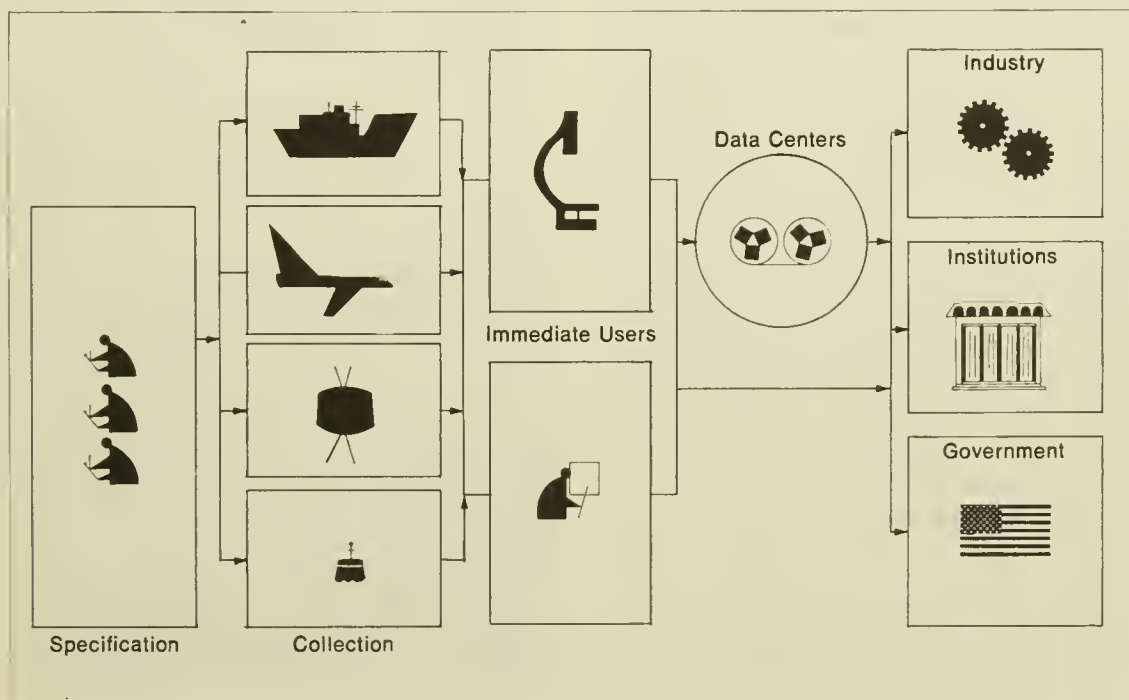 Industry
Data Centers
Institutions
Immediate Users
Government
Specification
Collection